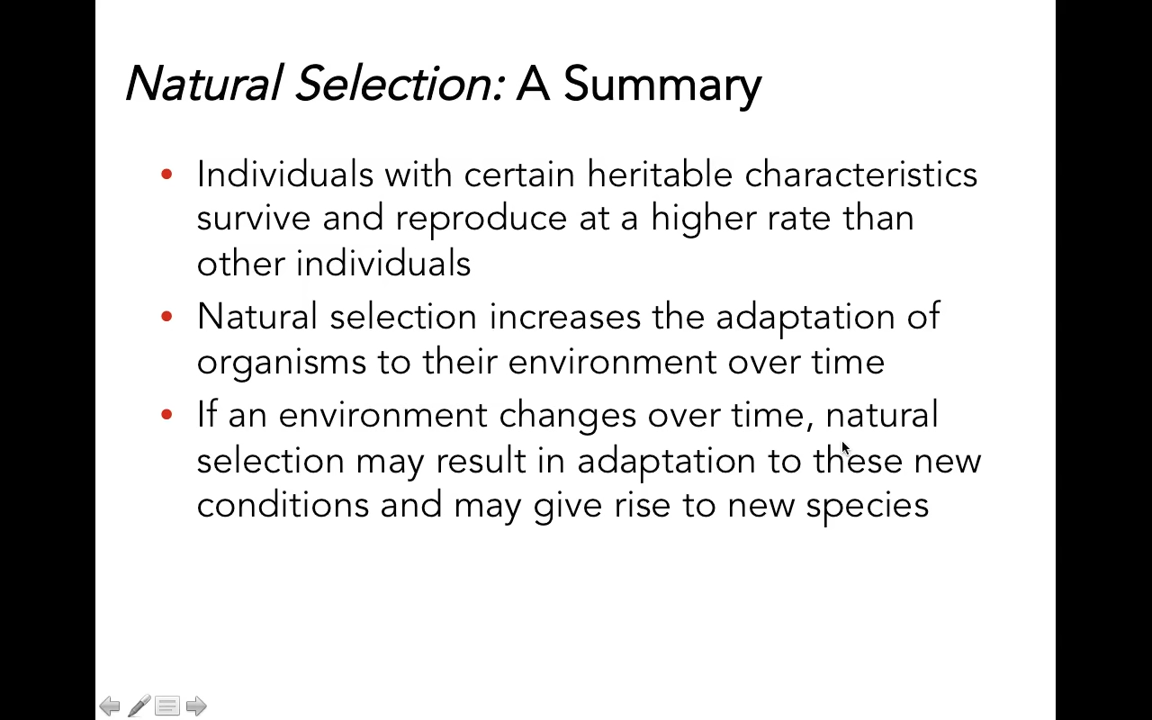 Natural Selection: A Summary
• Individuals with certain heritable characteristics
survive and reproduce at a higher rate than
other individuals
• Natural selection increases the adaptation of
organisms to their environment over time
• If an environment changes over time, natural
selection may result in adaptation to these new
conditions and may give rise to new species